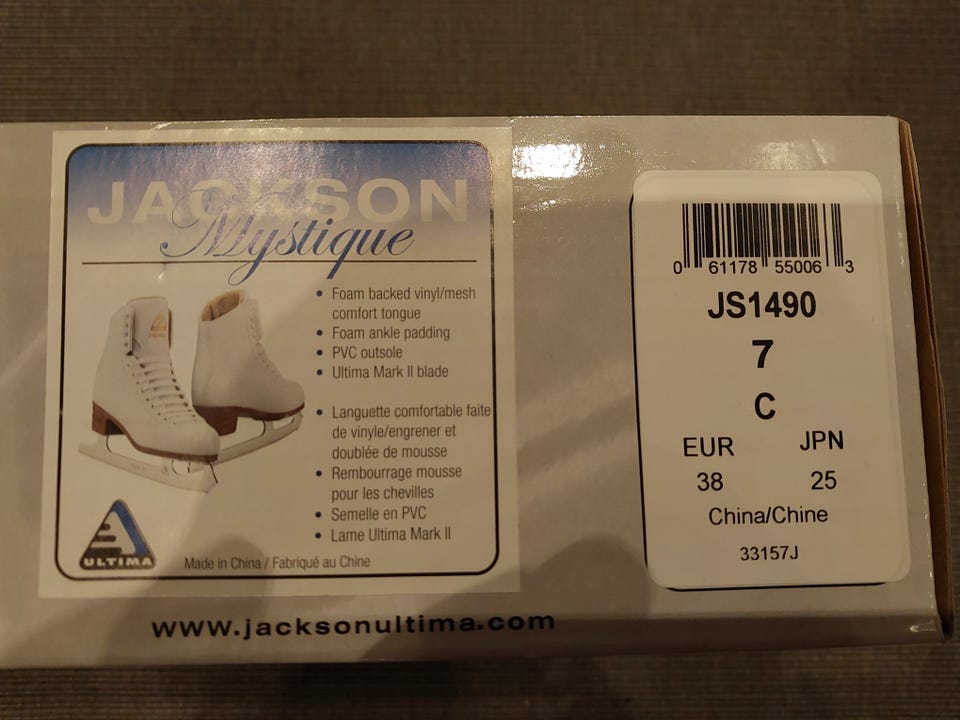 JACKSON
Mystique
• Foam backed vinyl/mesh
comfort tongue
• Foam ankle padding
• PVC outsole
• Ultima Mark II blade
• Languette comfortable faite
de vinyle/engrener et
doublée de mousse
• Rembourrage mousse
pour les chevilles
• Semelle en PVC
• Lame Ultima Mark II
ULTIMA
Made in China / Fabriqué au Chine
www.jacksonultima.com
0 61178 55006 3
JS1490
7
C
EUR JPN
38 25
China/Chine
33157J